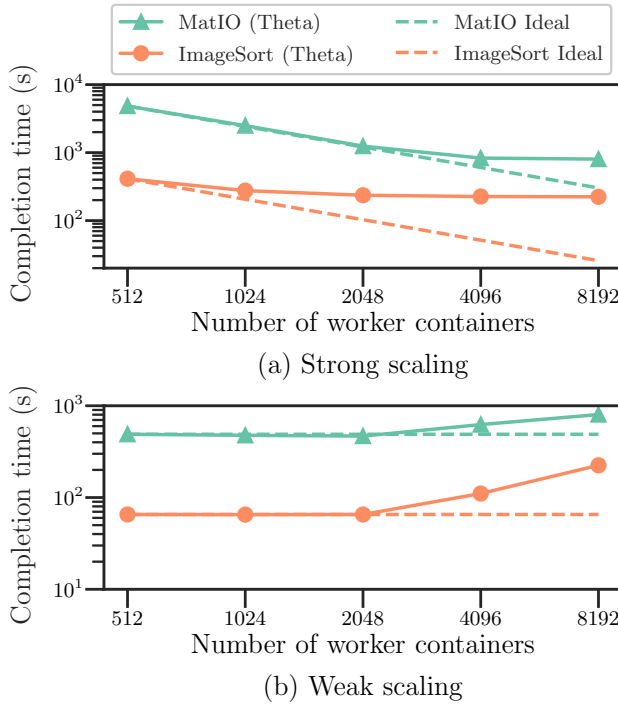 MatIO (Theta) MatIO Ideal
ImageSort (Theta) ImageSort Ideal
Completion time (s)
10^4
10^3
10^2
512 1024 2048 4096 8192
Number of worker containers
(a) Strong scaling
Completion time (s)
10^3
10^2
10^1
512 1024 2048 4096 8192
Number of worker containers
(b) Weak scaling